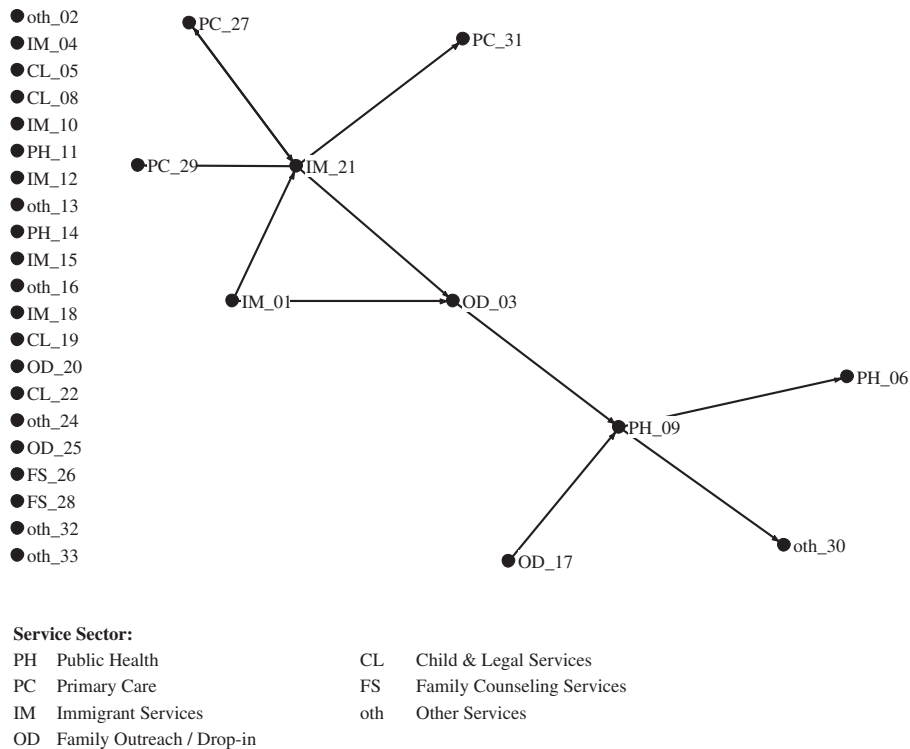 oth_02
PC_27
PC_31
IM_04
CL_05
CL_08
IM_10
PH_11
PC_29
IM_21
IM_12
oth_13
PH_14
IM_15
oth_16
IM_01
OD_03
IM_18
CL_19
OD_20
PH_06
CL_22
oth_24
PH_09
OD_25
FS_26
FS_28
oth_32
oth_30
oth_33
OD_17
Service Sector:
PH Public Health
CL Child & Legal Services
PC Primary Care
FS Family Counseling Services
IM Immigrant Services
oth Other Services
OD Family Outreach / Drop-in